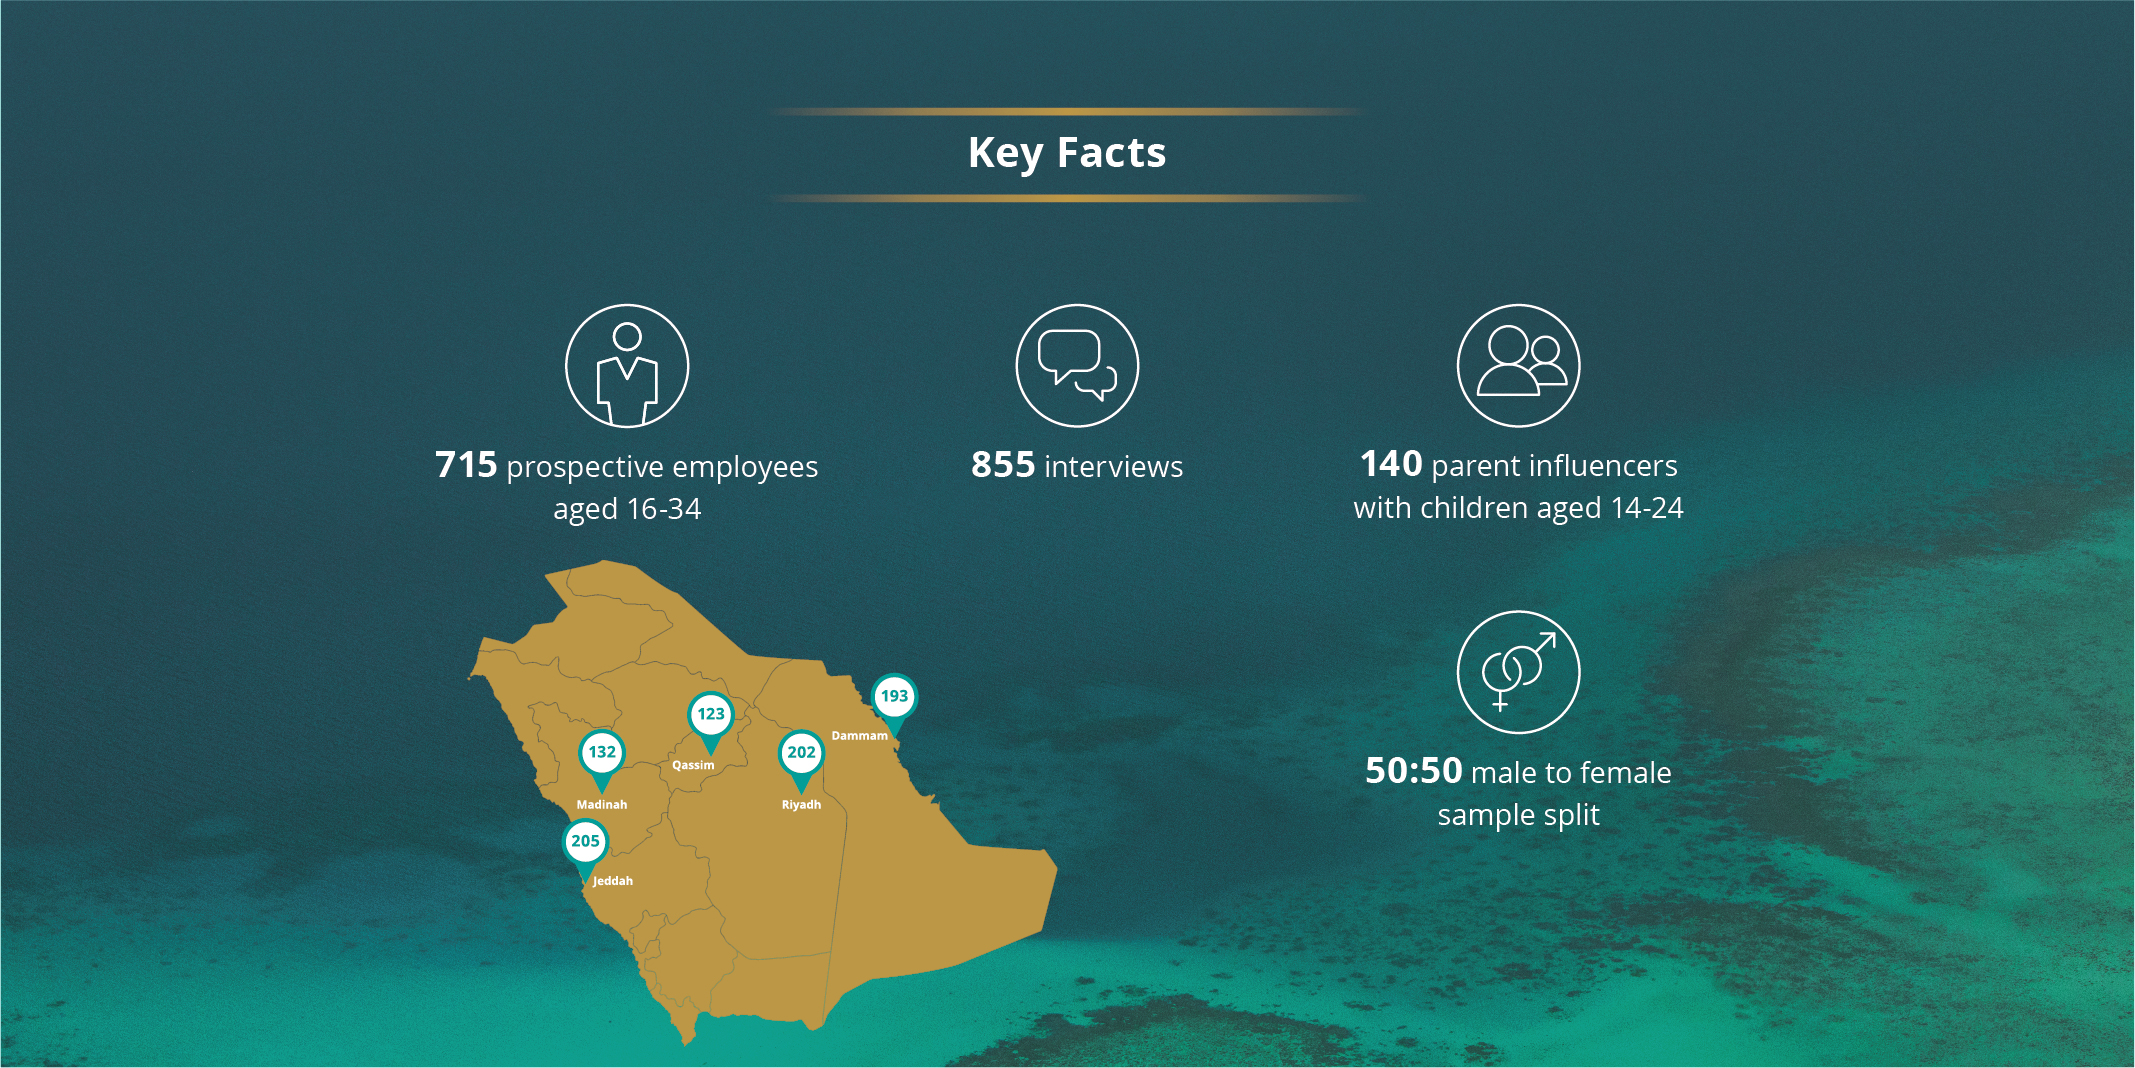 Key Facts
715 prospective employees
aged 16-34
855 interviews
140 parent influencers
with children aged 14-24
193
Dammam
123
Qassim
132
Madinah
202
Riyadh
205
Jeddah
50:50 male to female
sample split